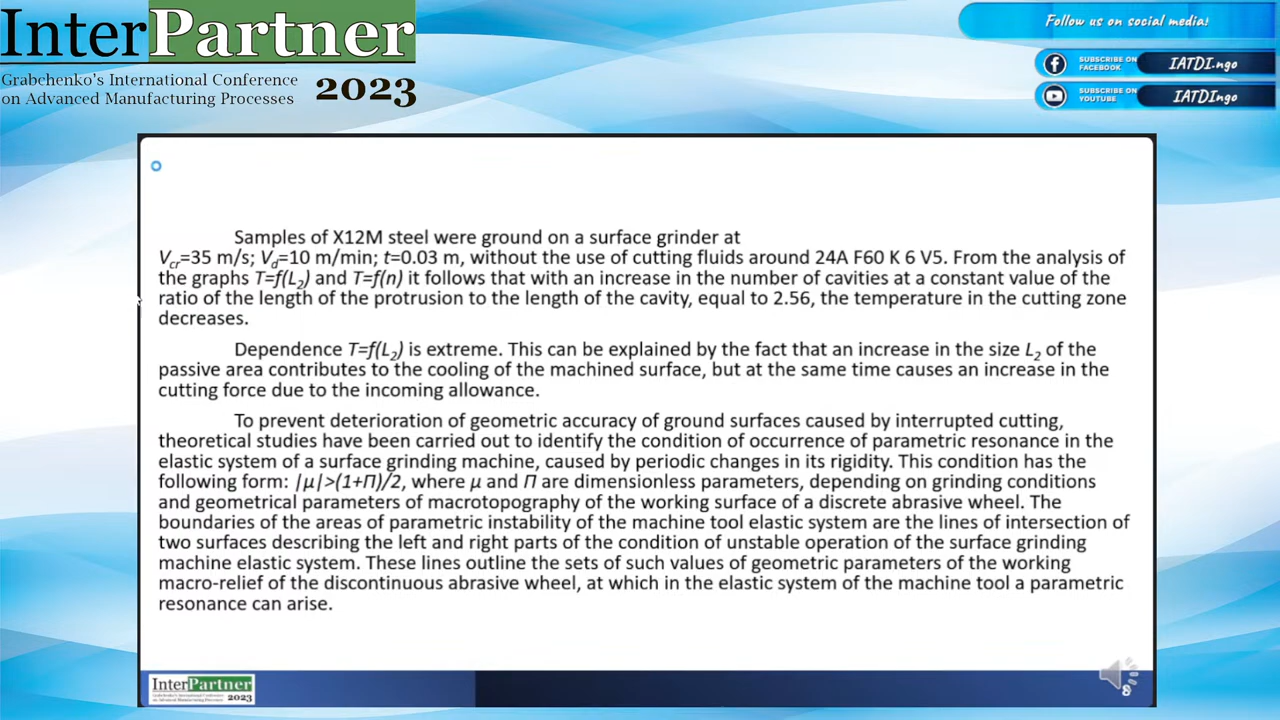 InterPartner
Grabchenko's International Conference
on Advanced Manufacturing Processes
2023
Follow us on social media!
SUBSCRIBE ON
FACEBOOK
IATDI.ngo
SUBSCRIBE ON
YOUTUBE
IATDIngo
Samples of X12M steel were ground on a surface grinder at
Vcr=35 m/s; Vd=10 m/min; t=0.03 m, without the use of cutting fluids around 24A F60 K 6 V5. From the analysis of
the graphs T=f(L2) and T=f(n) it follows that with an increase in the number of cavities at a constant value of the
ratio of the length of the protrusion to the length of the cavity, equal to 2.56, the temperature in the cutting zone
decreases.
Dependence T=f(L2) is extreme. This can be explained by the fact that an increase in the size L2 of the
passive area contributes to the cooling of the machined surface, but at the same time causes an increase in the
cutting force due to the incoming allowance.
To prevent deterioration of geometric accuracy of ground surfaces caused by interrupted cutting,
theoretical studies have been carried out to identify the condition of occurrence of parametric resonance in the
elastic system of a surface grinding machine, caused by periodic changes in its rigidity. This condition has the
following form: |μ|>(1+Π)/2, where μ and Π are dimensionless parameters, depending on grinding conditions
and geometrical parameters of macrotopography of the working surface of a discrete abrasive wheel. The
boundaries of the areas of parametric instability of the machine tool elastic system are the lines of intersection of
two surfaces describing the left and right parts of the condition of unstable operation of the surface grinding
machine elastic system. These lines outline the sets of such values of geometric parameters of the working
macro-relief of the discontinuous abrasive wheel, at which in the elastic system of the machine tool a parametric
resonance can arise.
InterPartner
Grabchenko's International Conference
on Advanced Manufacturing Processes
2023
8